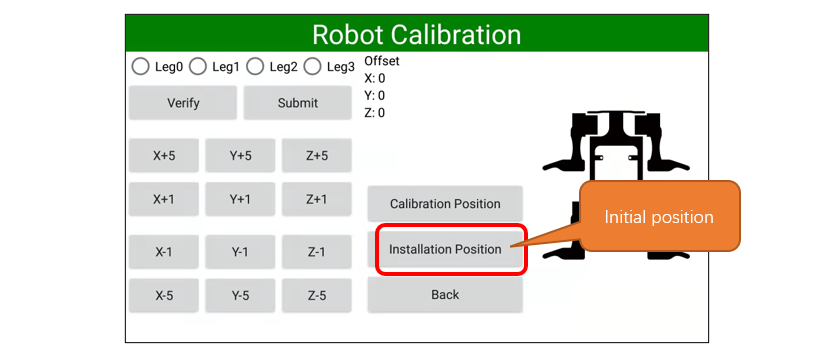 Robot Calibration
Leg0 Leg1 Leg2 Leg3
Offset
X: 0
Y: 0
Z: 0
Verify Submit
X+5 Y+5 Z+5
X+1 Y+1 Z+1
X-1 Y-1 Z-1
X-5 Y-5 Z-5
Calibration Position
Installation Position
Back
Initial position